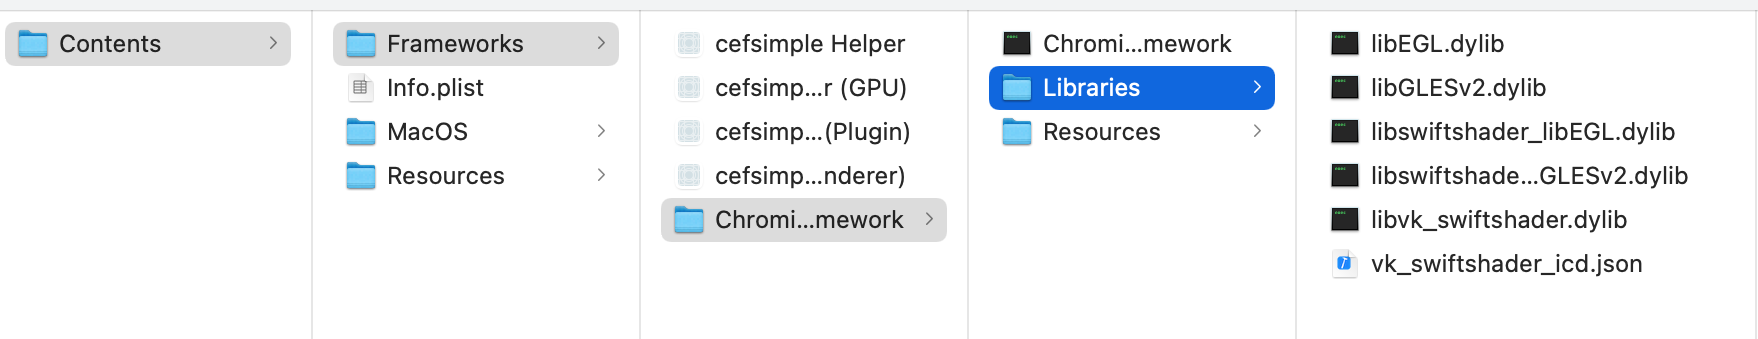 Contents
Frameworks
Info.plist
MacOS
Resources
cefsimple Helper
cefsimp...r (GPU)
cefsimp...(Plugin)
cefsimp...nderer)
Chromi...mework
Chromi...mework
Libraries
Resources
libEGL.dylib
libGLESv2.dylib
libswiftshader_libEGL.dylib
libswiftshade...GLESv2.dylib
libvk_swiftshader.dylib
vk_swiftshader_icd.json